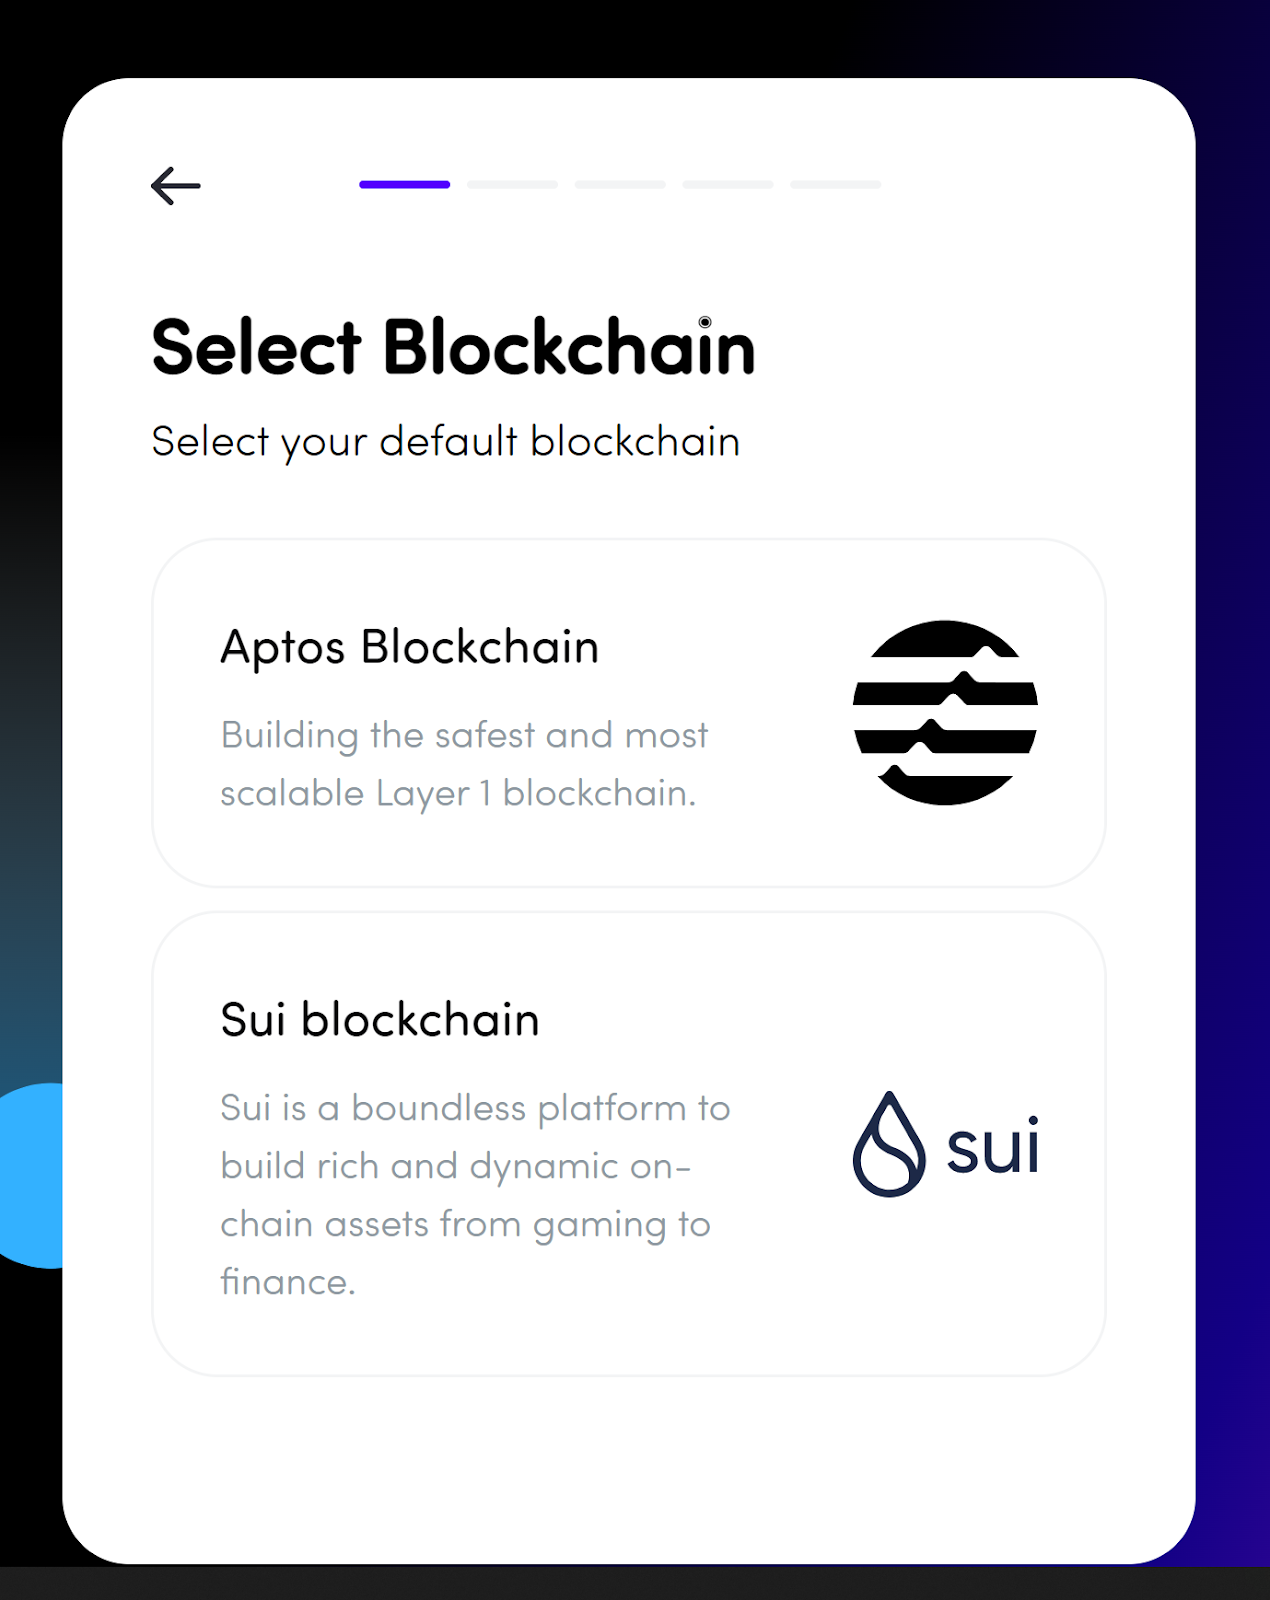 Select Blockchain
Select your default blockchain
Aptos Blockchain
Building the safest and most
scalable Layer 1 blockchain.
Sui blockchain
Sui is a boundless platform to
build rich and dynamic on-
chain assets from gaming to
finance.
sui